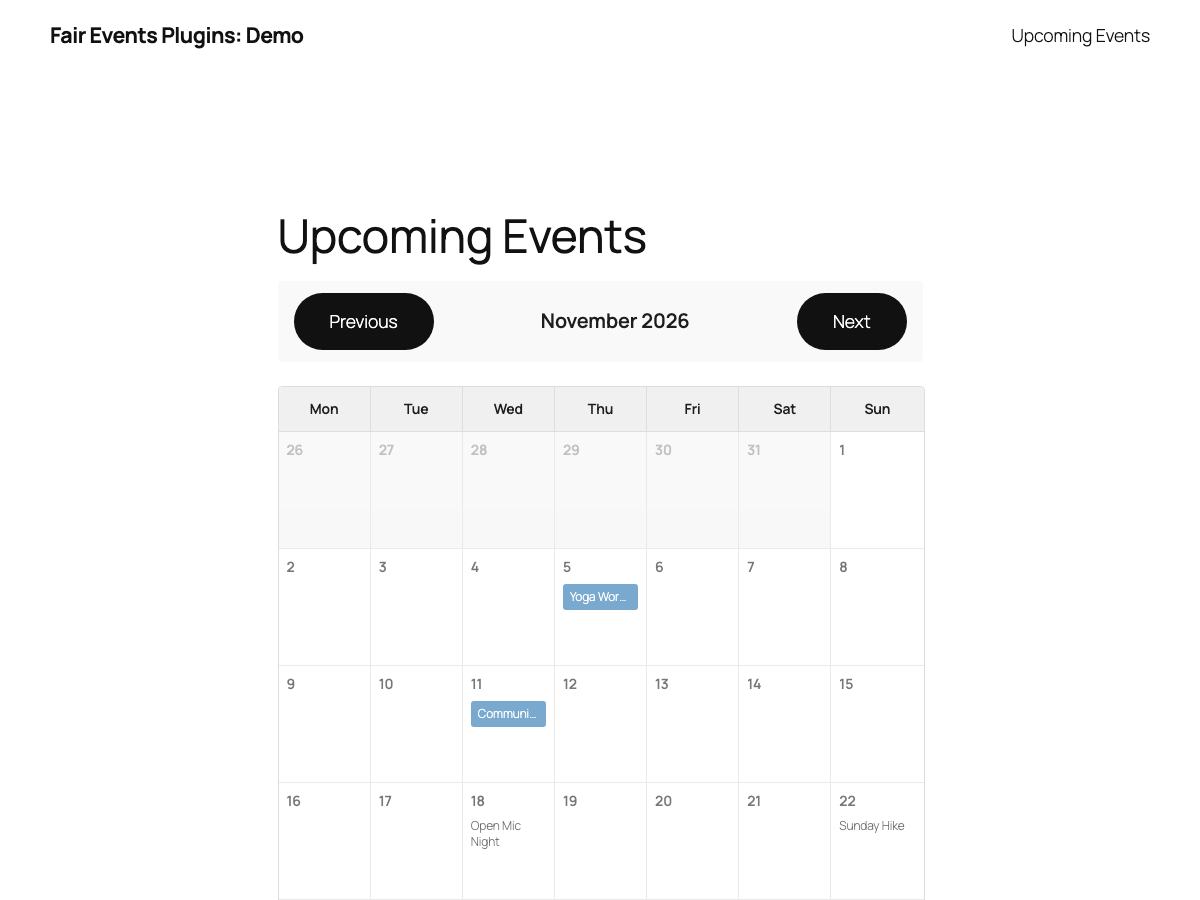 Fair Events Plugins: Demo
Upcoming Events
Upcoming Events
Previous
November 2026
Next
Mon Tue Wed Thu Fri Sat Sun
26 27 28 29 30 31 1
2 3 4 5 6 7 8
Yoga Wor...
9 10 11 12 13 14 15
Communi...
16 17 18 19 20 21 22
Open Mic Sunday Hike
Night